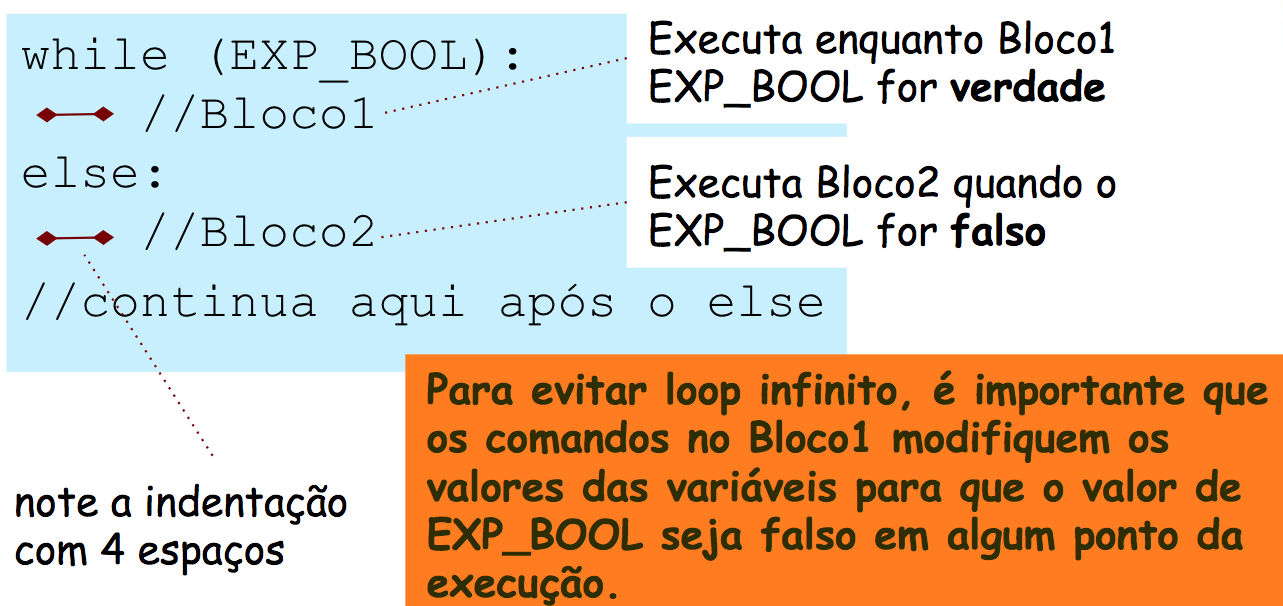 while (EXP_BOOL):
//Bloco1
else:
//Bloco2
//continua aqui após o else
Executa enquanto Bloco1
EXP_BOOL for verdade
Executa Bloco2 quando o
EXP_BOOL for falso
note a indentação
com 4 espaços
Para evitar loop infinito, é importante que
os comandos no Bloco1 modifiquem os
valores das variáveis para que o valor de
EXP_BOOL seja falso em algum ponto da
execução.